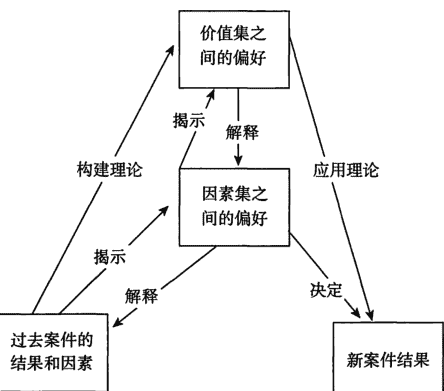 价值集之
间的偏好
揭示
解释
构建理论
应用理论
因素集之
间的偏好
揭示
解释
决定
过去案件的
结果和因素
新案件结果